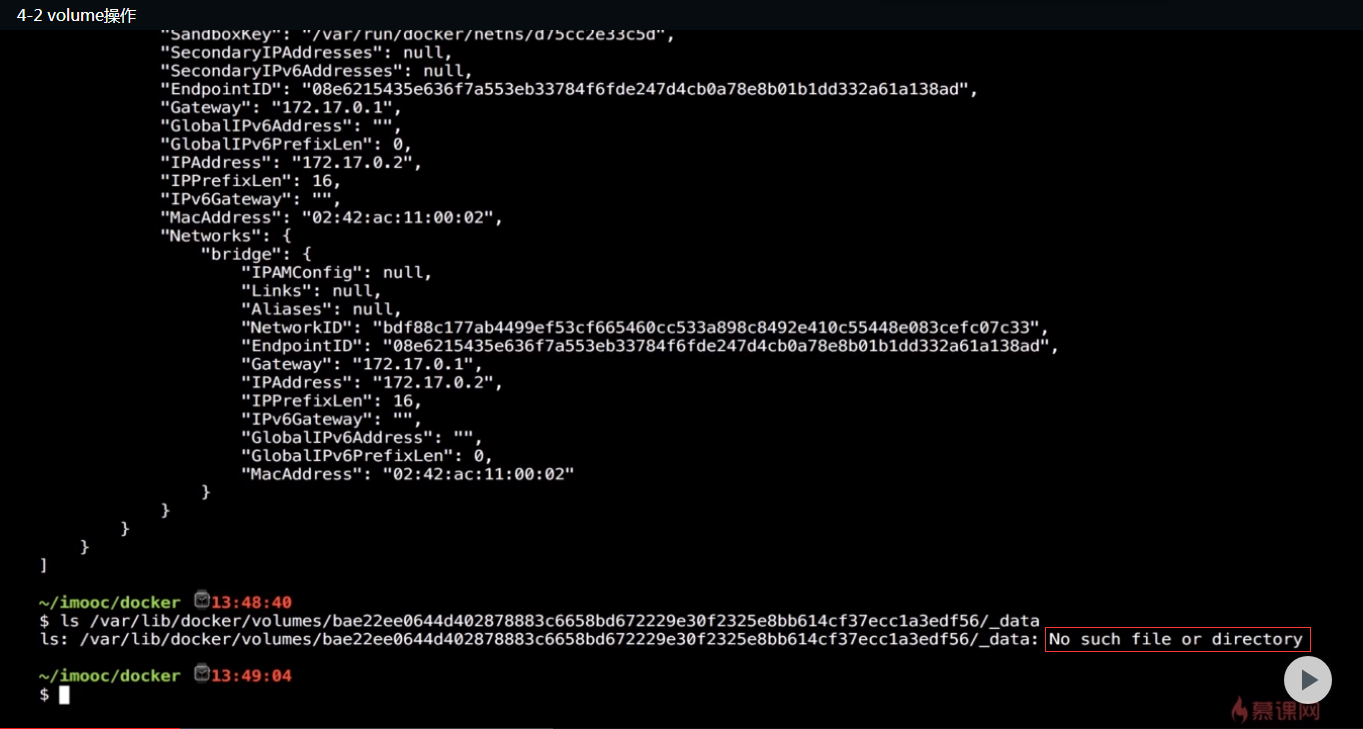 4-2 volume操作
"SandboxKey": "/var/run/docker/netns/d75cc2e33c5d",
"SecondaryIPAddresses": null,
"SecondaryIPv6Addresses": null,
"EndpointID": "08e6215435e636f7a553eb33784f6fde247d4cb0a78e8b01b1dd332a61a138ad",
"Gateway": "172.17.0.1",
"GlobalIPv6Address": "",
"GlobalIPv6PrefixLen": 0,
"IPAddress": "172.17.0.2",
"IPPrefixLen": 16,
"IPv6Gateway": "",
"MacAddress": "02:42:ac:11:00:02",
"Networks": {
"bridge": {
"IPAMConfig": null,
"Links": null,
"Aliases": null,
"NetworkID": "bdf88c177ab4499ef53cf665460cc533a898c8492e410c55448e083cefc07c33",
"EndpointID": "08e6215435e636f7a553eb33784f6fde247d4cb0a78e8b01b1dd332a61a138ad",
"Gateway": "172.17.0.1",
"IPAddress": "172.17.0.2",
"IPPrefixLen": 16,
"IPv6Gateway": "",
"GlobalIPv6Address": "",
"GlobalIPv6PrefixLen": 0,
"MacAddress": "02:42:ac:11:00:02"
}
}
}
}
]
~/imooc/docker 13:48:40
$ ls /var/lib/docker/volumes/bae22ee0644d402878883c6658bd672229e30f2325e8bb614cf37ecc1a3edf56/_data
ls: /var/lib/docker/volumes/bae22ee0644d402878883c6658bd672229e30f2325e8bb614cf37ecc1a3edf56/_data: No such file or directory
~/imooc/docker 13:49:04
$
慕课网